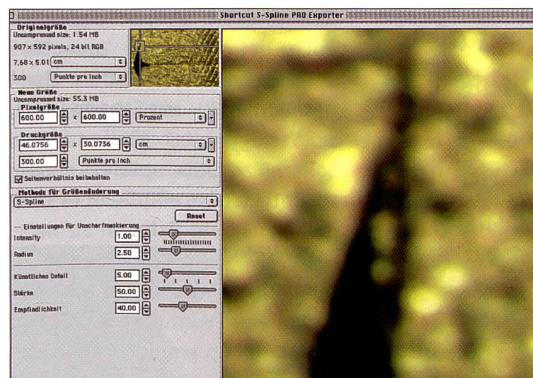 Shortcut S-Spline PRO Exporter
Originalgröße
Uncompressed size: 1.54 MB
907 x 592 pixels, 24 bit RGB
7.68 x 5.01 cm
300 Punkte pro Inch
Neue Größe
Uncompressed size: 55.3 MB
Pixelgröße
600.00 x 600.00 Prozent
Druckgröße
46.0756 x 30.0736 cm
300.00 Punkte pro Inch
Seitenverhältnis beibehalten
Methode für Größenänderung
S-Spline
Reset
Einstellungen für Unscharfmaskierung
Intensity 1.00
Radius 2.50
Künstliches Detail 5.00
Stärke 50.00
Empfindlichkeit 40.00